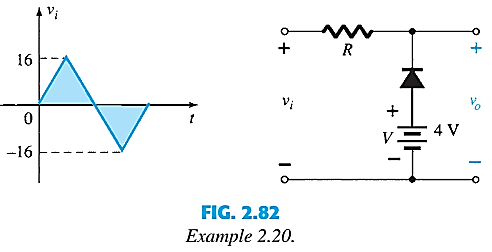 vi
16
0
t
–16
+
R
+
vi
+
V
4 V
vo
–
–
–
FIG. 2.82
Example 2.20.